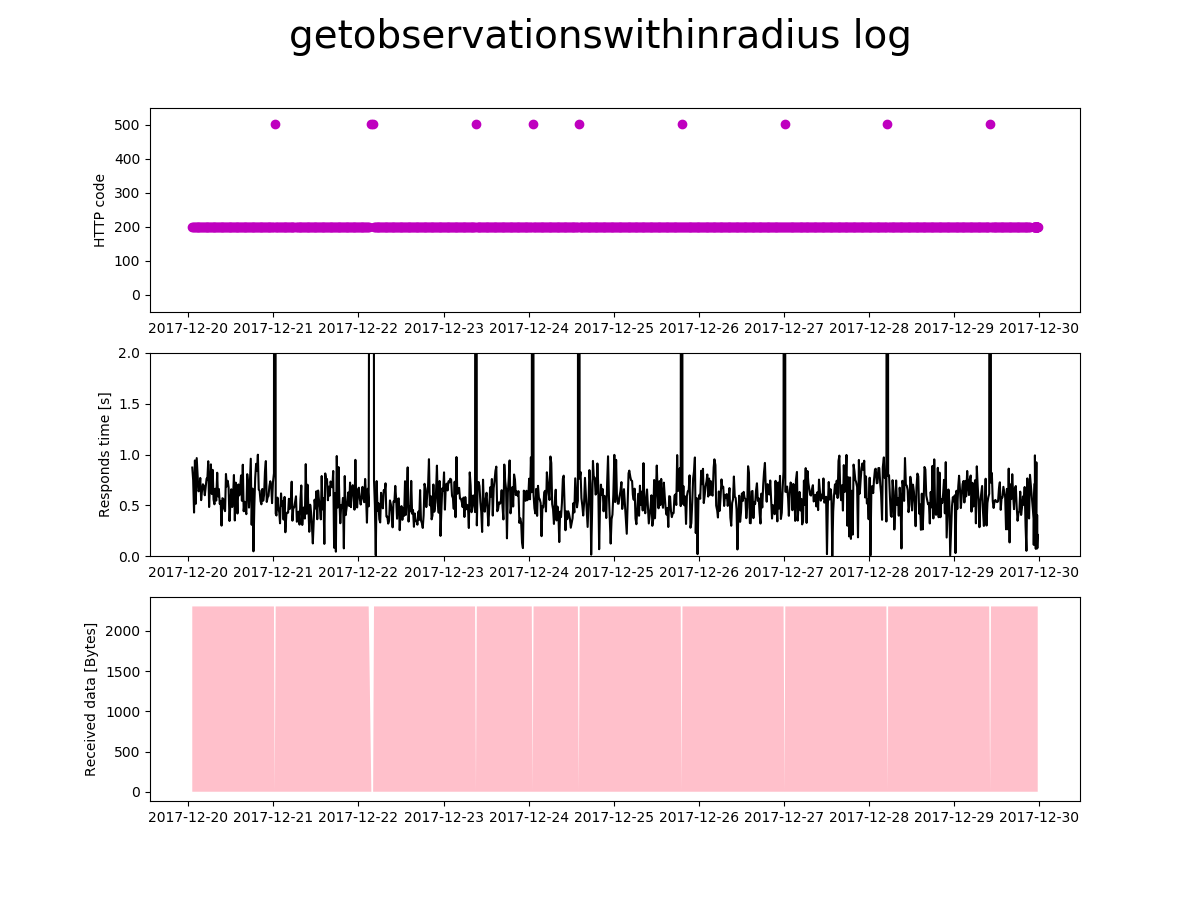 getobservationswithinradius log
HTTP code
500
400
300
200
100
0
2017-12-20 2017-12-21 2017-12-22 2017-12-23 2017-12-24 2017-12-25 2017-12-26 2017-12-27 2017-12-28 2017-12-29 2017-12-30
Responds time [s]
2.0
1.5
1.0
0.5
0.0
2017-12-20 2017-12-21 2017-12-22 2017-12-23 2017-12-24 2017-12-25 2017-12-26 2017-12-27 2017-12-28 2017-12-29 2017-12-30
Received data [Bytes]
2000
1500
1000
500
0
2017-12-20 2017-12-21 2017-12-22 2017-12-23 2017-12-24 2017-12-25 2017-12-26 2017-12-27 2017-12-28 2017-12-29 2017-12-30